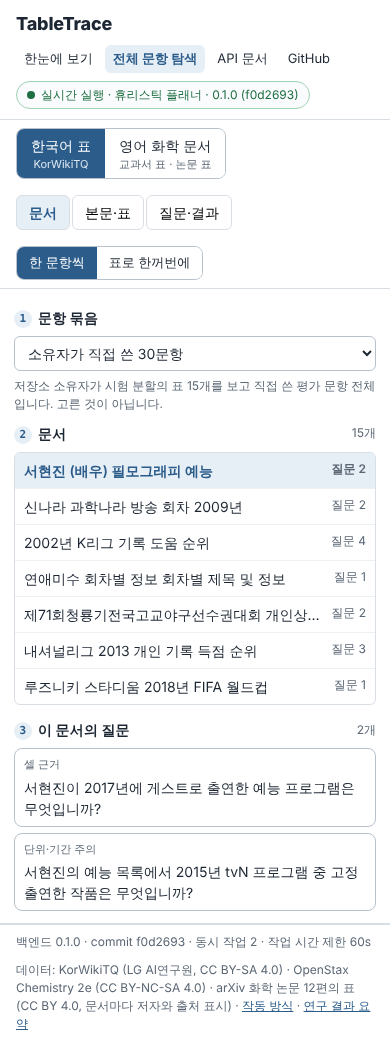 TableTrace
한눈에 보기 전체 문항 탐색 API 문서 GitHub
실시간 실행 · 휴리스틱 플래너 · 0.1.0 (f0d2693)
한국어 표 영어 화학 문서
KorWikiTQ 교과서 표 · 논문 표
문서 본문·표 질문·결과
한 문항씩 표로 한꺼번에
1 문항 묶음
소유자가 직접 쓴 30문항
저장소 소유자가 시험 분할의 표 15개를 보고 직접 쓴 평가 문항 전체
입니다. 고른 것이 아닙니다.
2 문서 15개
서현진 (배우) 필모그래피 예능 질문 2
신나라 과학나라 방송 회차 2009년 질문 2
2002년 K리그 기록 도움 순위 질문 4
연애미수 회차별 정보 회차별 제목 및 정보 질문 1
제71회청룡기전국고교야구선수권대회 개인상... 질문 2
내셔널리그 2013 개인 기록 득점 순위 질문 3
루즈니키 스타디움 2018년 FIFA 월드컵 질문 1
3 이 문서의 질문 2개
셀 근거
서현진이 2017년에 게스트로 출연한 예능 프로그램은
무엇입니까?
단위·기간 주의
서현진의 예능 목록에서 2015년 tvN 프로그램 중 고정
출연한 작품은 무엇입니까?
백엔드 0.1.0 · commit f0d2693 · 동시 작업 2 · 작업 시간 제한 60s
데이터: KorWikiTQ (LG AI연구원, CC BY-SA 4.0) · OpenStax
Chemistry 2e (CC BY-NC-SA 4.0) · arXiv 화학 논문 12편의 표
(CC BY 4.0, 문서마다 저자와 출처 표시) · 작동 방식 · 연구 결과 요
약